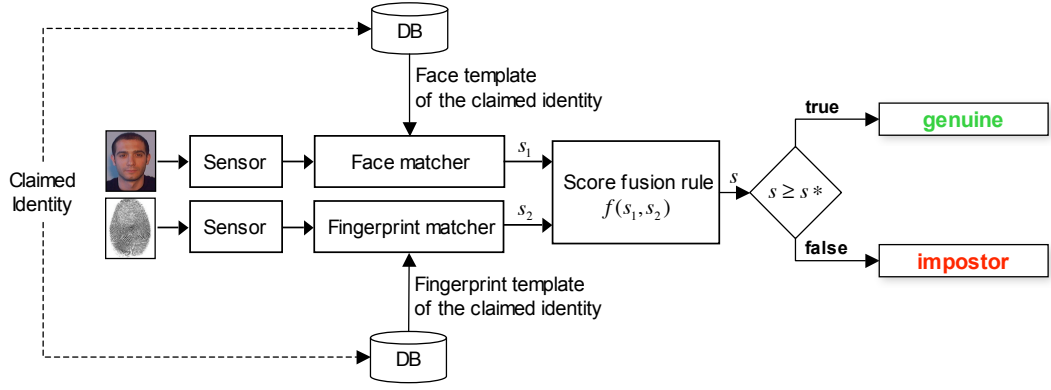 DB
Face template
of the claimed identity
true
genuine
Sensor
Face matcher
s₁
Score fusion rule
f(s₁,s₂)
s
s ≥ s*
Claimed
Identity
Sensor
Fingerprint matcher
s₂
false
impostor
Fingerprint template
of the claimed identity
DB